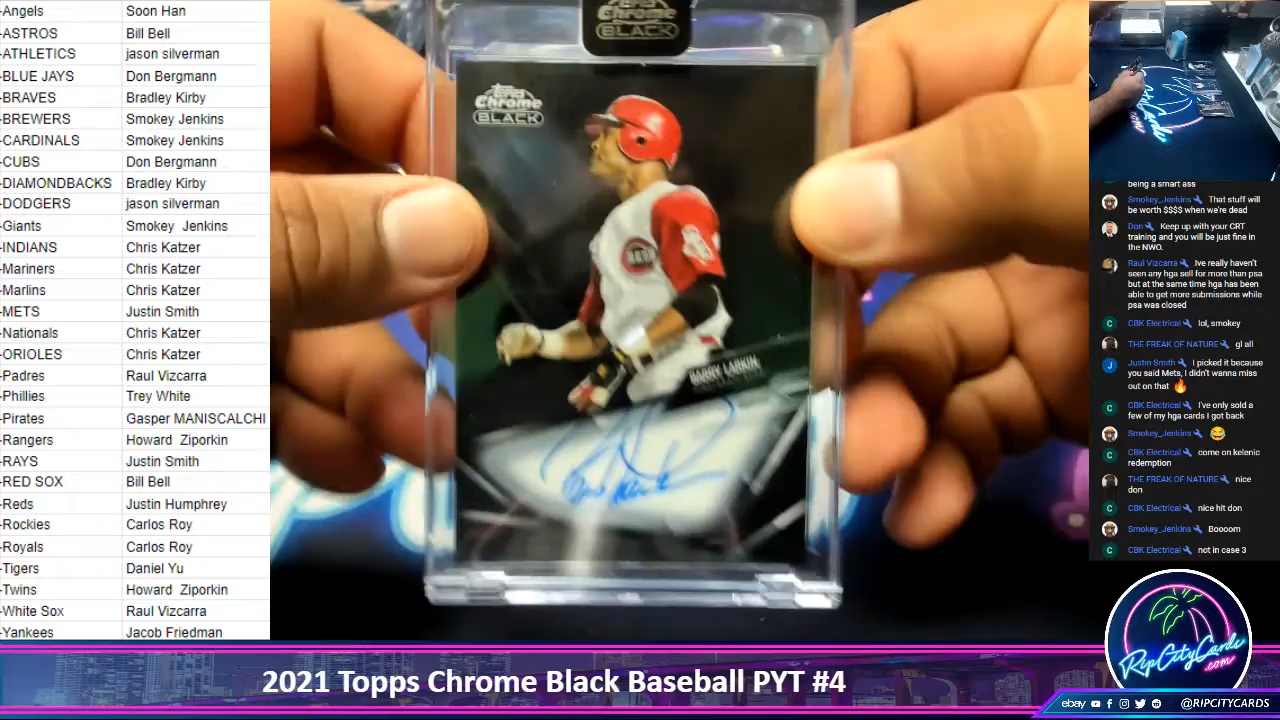 -Angels Soon Han
-ASTROS Bill Bell
-ATHLETICS jason silverman
-BLUE JAYS Don Bergmann
-BRAVES Bradley Kirby
-BREWERS Smokey Jenkins
-CARDINALS Smokey Jenkins
-CUBS Don Bergmann
-DIAMONDBACKS Bradley Kirby
-DODGERS jason silverman
-Giants Smokey Jenkins
-INDIANS Chris Katzer
-Mariners Chris Katzer
-Marlins Chris Katzer
-METS Justin Smith
-Nationals Chris Katzer
-ORIOLES Chris Katzer
-Padres Raul Vizcarra
-Phillies Trey White
-Pirates Gasper MANISCALCHI
-Rangers Howard Ziporkin
-RAYS Justin Smith
-RED SOX Bill Bell
-Reds Justin Humphrey
-Rockies Carlos Roy
-Royals Carlos Roy
-Tigers Daniel Yu
-Twins Howard Ziporkin
-White Sox Raul Vizcarra
-Yankees Jacob Friedman
Topps
Chrome
BLACK
Topps
Chrome
BLACK
REDS
BARRY LARKIN
being a smart ass
Smokey_Jenkins That stuff
will be worth $$$$ when we're dead
Don Keep up with your CRT
training and you will be just fine in
the NWO.
Raul Vizcarra Ive really haven't
seen any hga sell for more than psa
but at the same time hga has been
able to get more submissions while
psa was closed
CBK Electrical lol, smokey
THE FREAK OF NATURE gl all
Justin Smith I picked it because
you said Mets, I didn't wanna miss
out on that 🔥
CBK Electrical I've only sold a
few of my hga cards I got back
Smokey_Jenkins 😂
CBK Electrical come on kelenic
redemption
THE FREAK OF NATURE nice
don
CBK Electrical nice hit don
Smokey_Jenkins Boooom
CBK Electrical not in case 3
RipCityCards
.com
2021 Topps Chrome Black Baseball PYT #4
ebay @RIPCITYCARDS